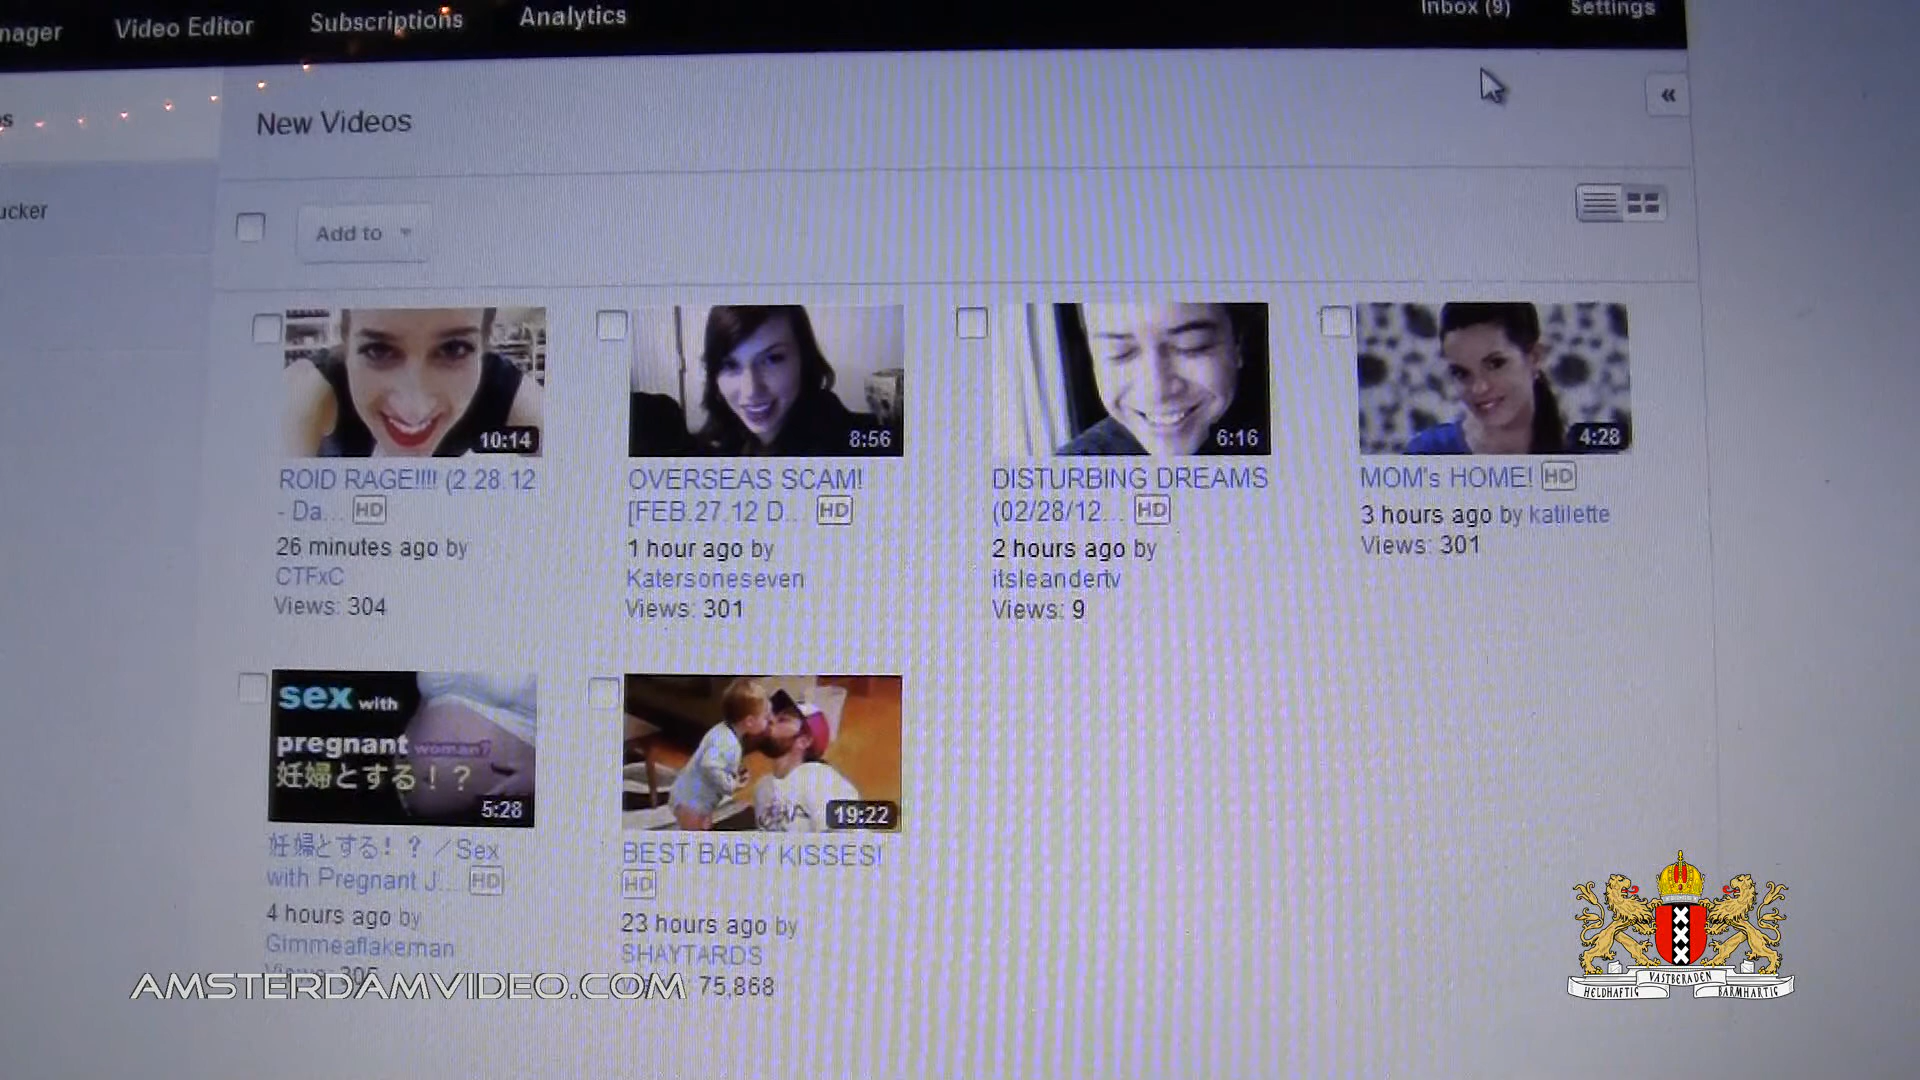 nager Video Editor Subscriptions Analytics Inbox (9) Settings
s
New Videos
«
ucker
Add to
10:14
8:56
6:16
4:28
ROID RAGE!!!! (2.28.12
- Da... HD
26 minutes ago by
CTFxC
Views: 304
OVERSEAS SCAM!
[FEB.27.12 D... HD
1 hour ago by
Katersoneseven
Views: 301
DISTURBING DREAMS
(02/28/12... HD
2 hours ago by
itsleandertv
Views: 9
MOM's HOME! HD
3 hours ago by katilette
Views: 301
sex with
pregnant woman?
妊婦とする！？
5:28
妊婦とする！？／Sex
with Pregnant J... HD
4 hours ago by
Gimmeaflakeman
Views: 305
19:22
BEST BABY KISSES!
HD
23 hours ago by
SHAYTARDS
75,868
AMSTERDAMVIDEO.COM
HELDHAFTIG VASTBERADEN BARMHARTIG